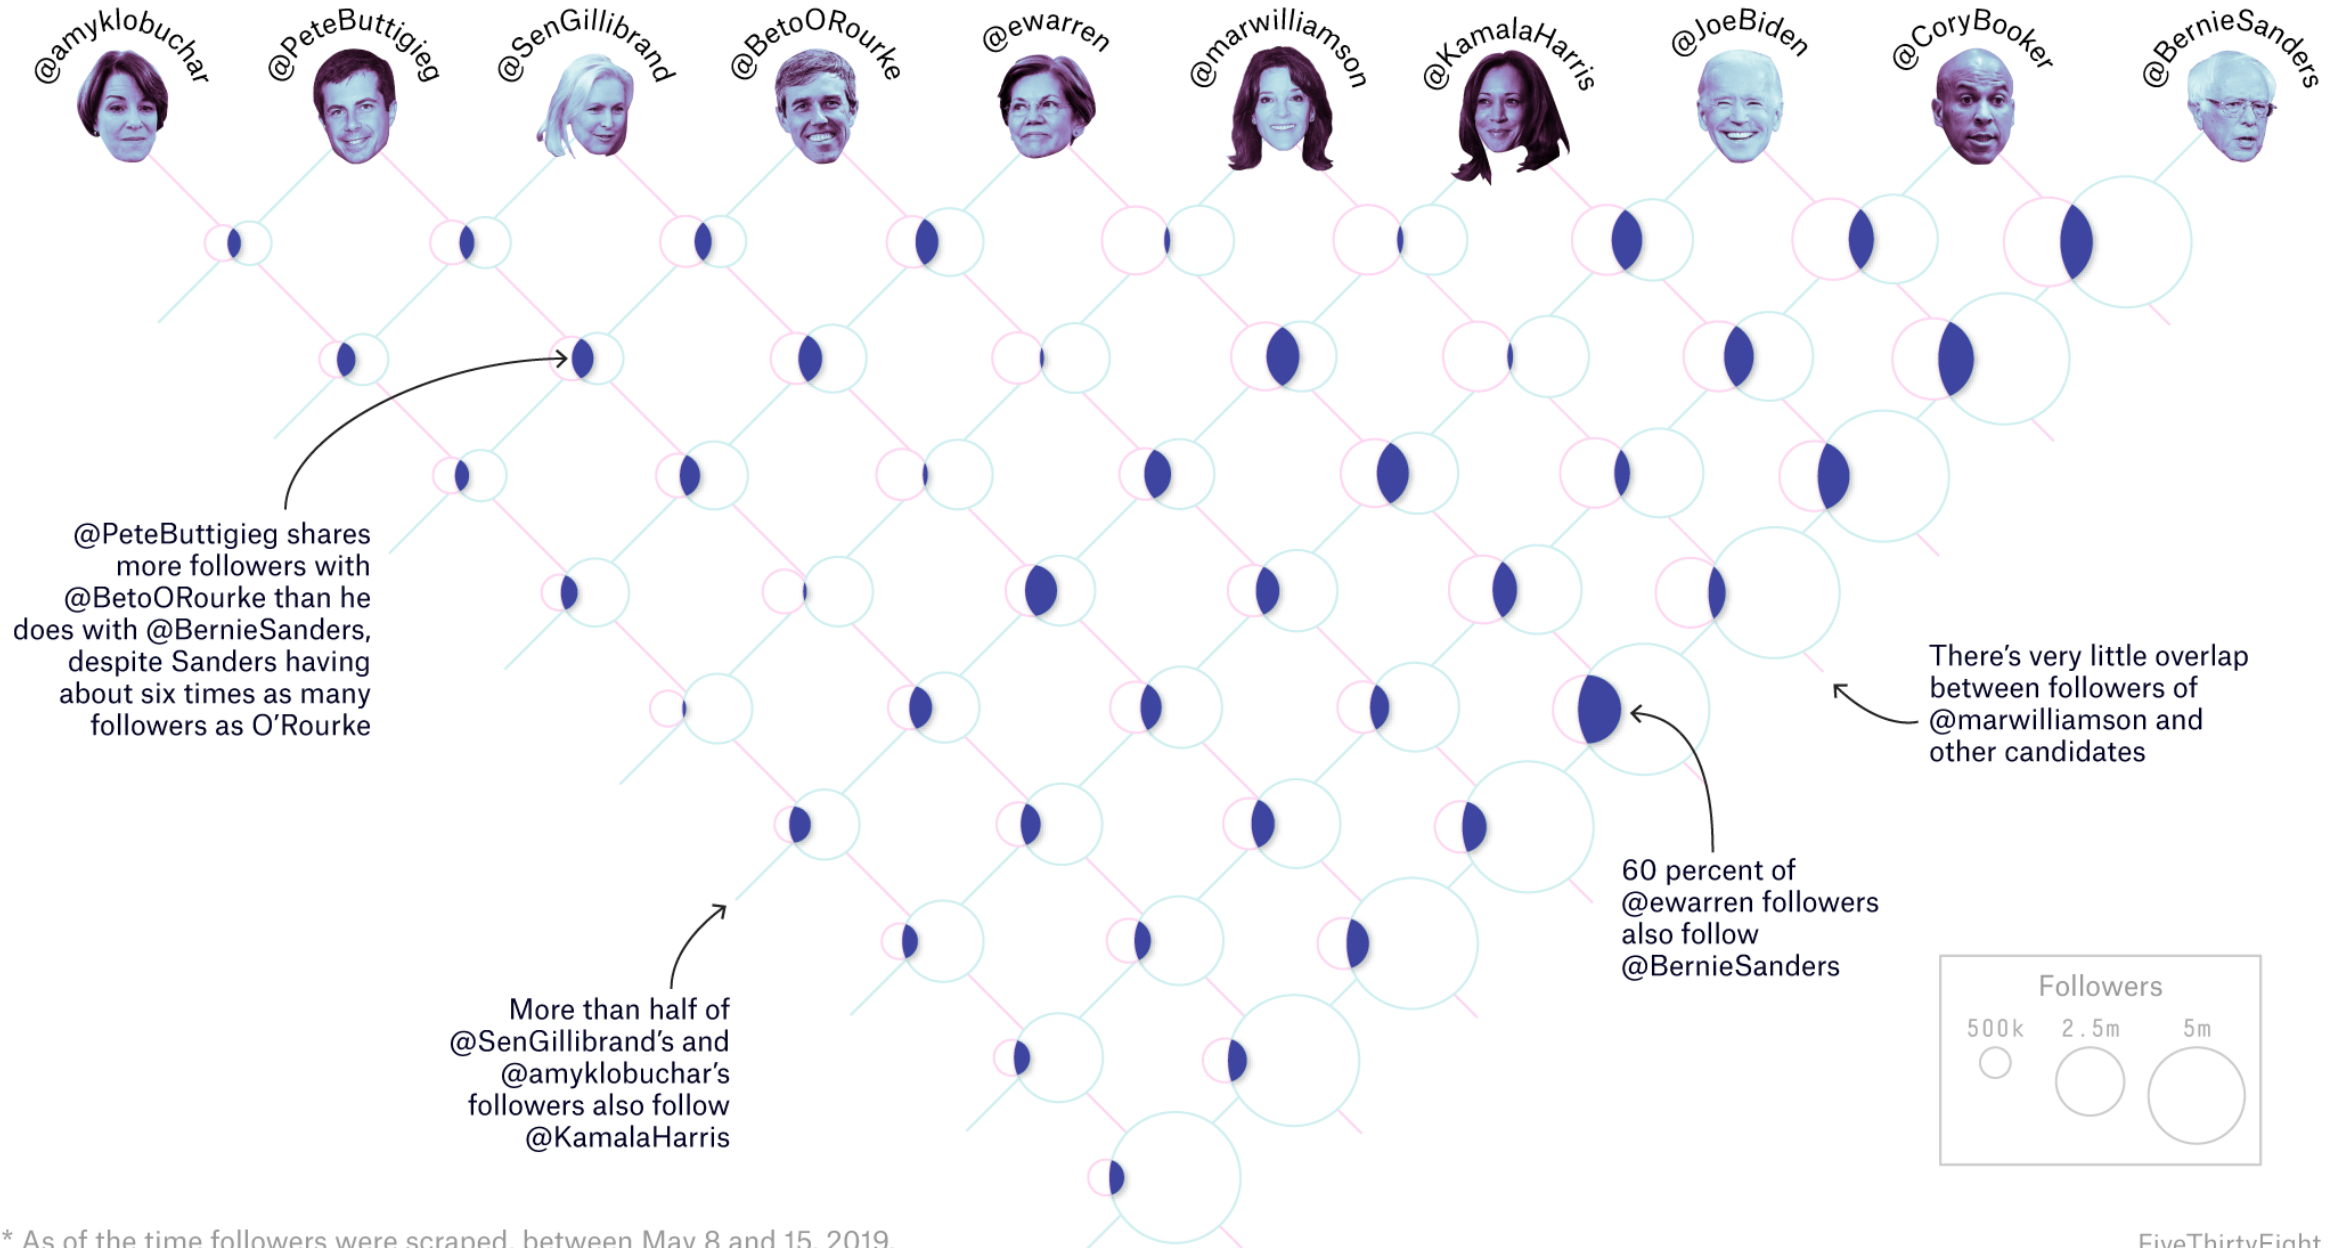 @amyklobuchar
@PeteButtigieg
@SenGillibrand
@BetoORourke
@ewarren
@marwilliamson
@KamalaHarris
@JoeBiden
@CoryBooker
@BernieSanders
@PeteButtigieg shares
more followers with
@BetoORourke than he
does with @BernieSanders,
despite Sanders having
about six times as many
followers as O’Rourke
There’s very little overlap
between followers of
@marwilliamson and
other candidates
60 percent of
@ewarren followers
also follow
@BernieSanders
More than half of
@SenGillibrand’s and
@amyklobuchar’s
followers also follow
@KamalaHarris
Followers
500k 2.5m 5m
* As of the time followers were scraped, between May 8 and 15, 2019.
FiveThirtyEight